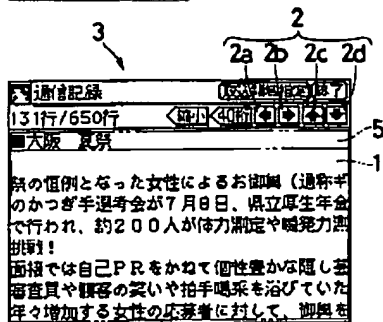 2
3
2a 2b 2c 2d
通信記録 終了
131行/650行 縮小 40桁
5
■大阪 夏祭
1
祭の恒例となった女性によるお御輿（通称ギ
のかつぎ手選考会が7月8日、県立厚生年金
で行われ、約200人が体力測定や瞬発力測
挑戦！
面接では自己PRをかねて個性豊かな隠し芸
審査員や観客の笑いや拍手喝采を浴びていた
年々増加する女性の応募者に対して、御輿を